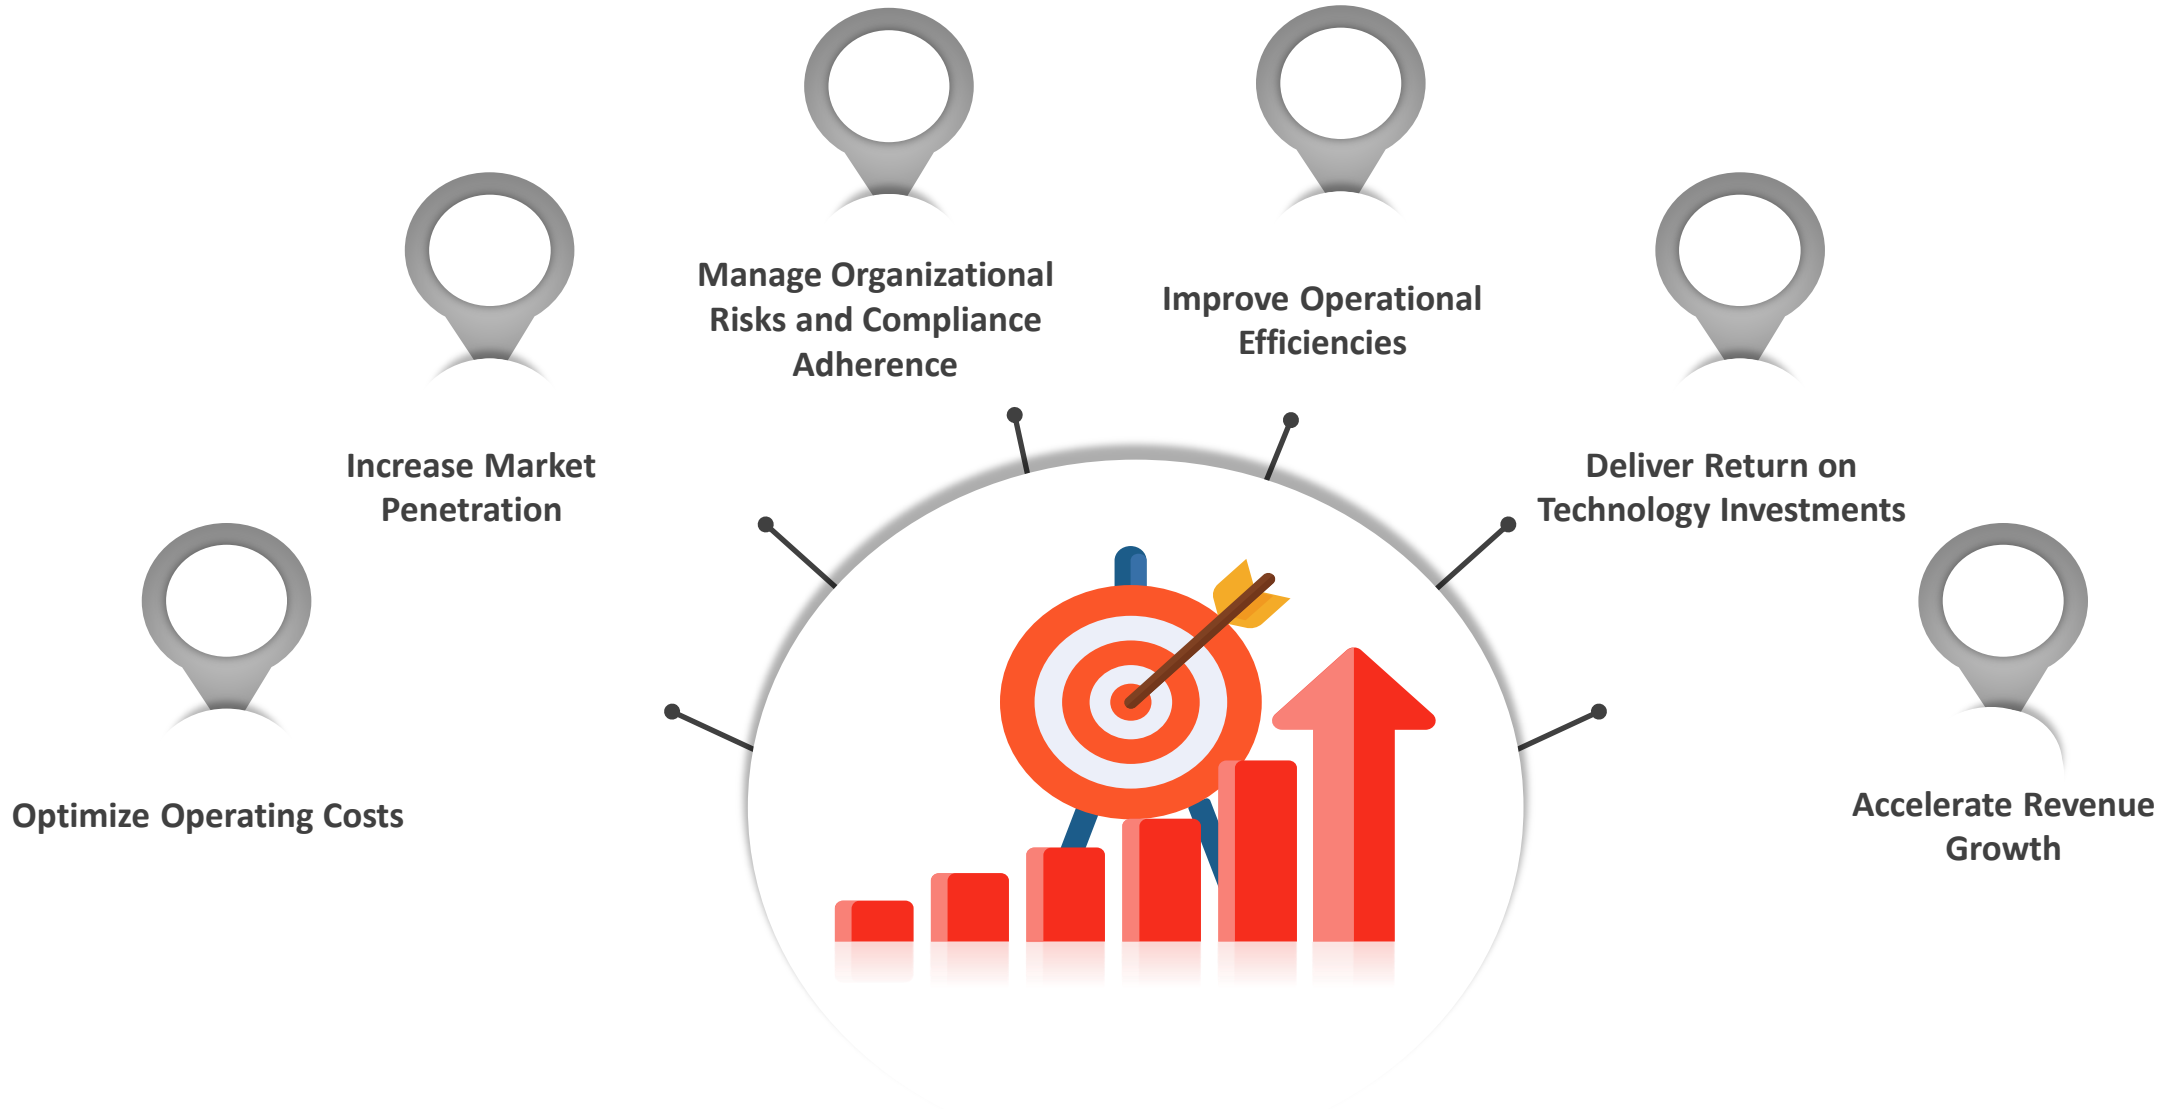 Manage Organizational
Risks and Compliance
Adherence
Improve Operational
Efficiencies
Increase Market
Penetration
Deliver Return on
Technology Investments
Optimize Operating Costs
Accelerate Revenue
Growth